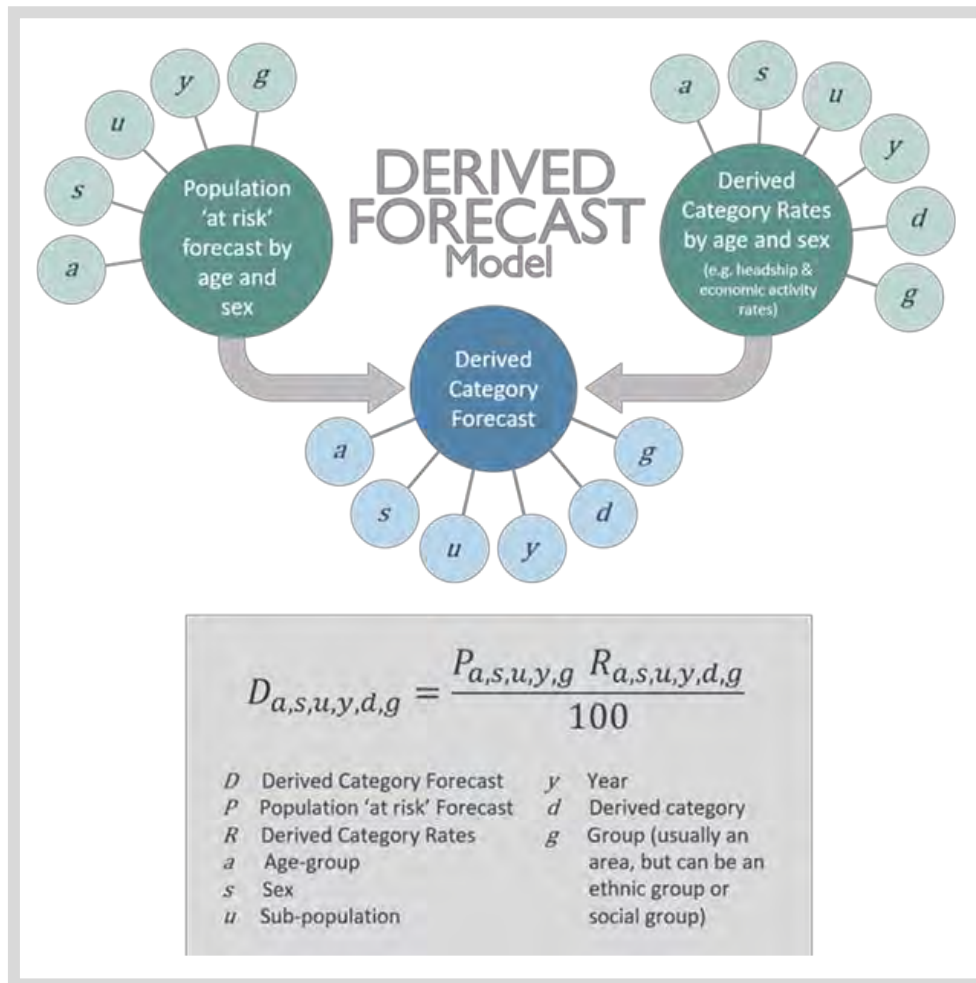 DERIVED
FORECAST
Model
a
s
u
y
g
Population
‘at risk’
forecast by
age and
sex
a
s
u
y
d
g
Derived
Category Rates
by age and sex
(e.g. headship &
economic activity
rates)
Derived
Category
Forecast
a
s
u
y
d
g
D_{a,s,u,y,d,g} = \frac{P_{a,s,u,y,g} R_{a,s,u,y,d,g}}{100}
D Derived Category Forecast
P Population ‘at risk’ Forecast
R Derived Category Rates
a Age-group
s Sex
u Sub-population
y Year
d Derived category
g Group (usually an
area, but can be an
ethnic group or
social group)